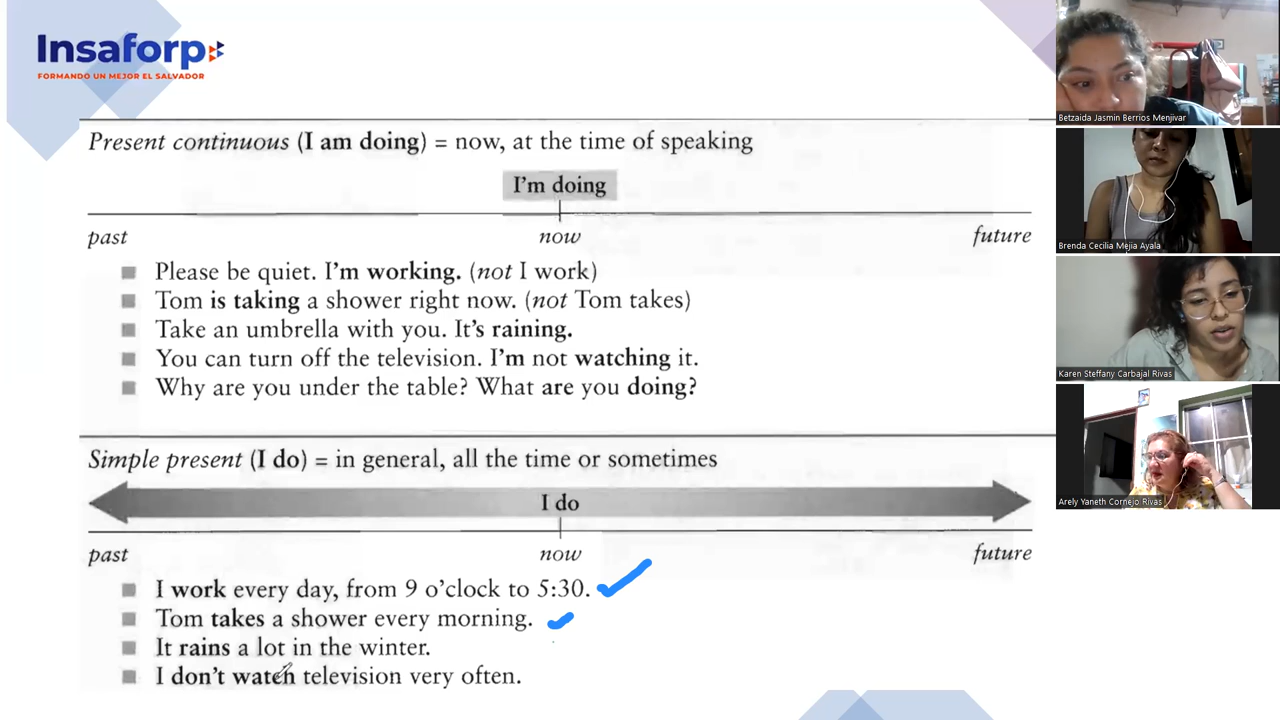 Insaforp
FORMANDO UN MEJOR EL SALVADOR
Present continuous (I am doing) = now, at the time of speaking
I'm doing
past now future
Please be quiet. I'm working. (not I work)
Tom is taking a shower right now. (not Tom takes)
Take an umbrella with you. It's raining.
You can turn off the television. I'm not watching it.
Why are you under the table? What are you doing?
Simple present (I do) = in general, all the time or sometimes
I do
past now future
I work every day, from 9 o'clock to 5:30.
Tom takes a shower every morning.
It rains a lot in the winter.
I don't watch television very often.
Betzaida Jasmin Berrios Menjivar
Brenda Cecilia Mejia Ayala
Karen Steffany Carbajal Rivas
Arely Yaneth Cornejo Rivas